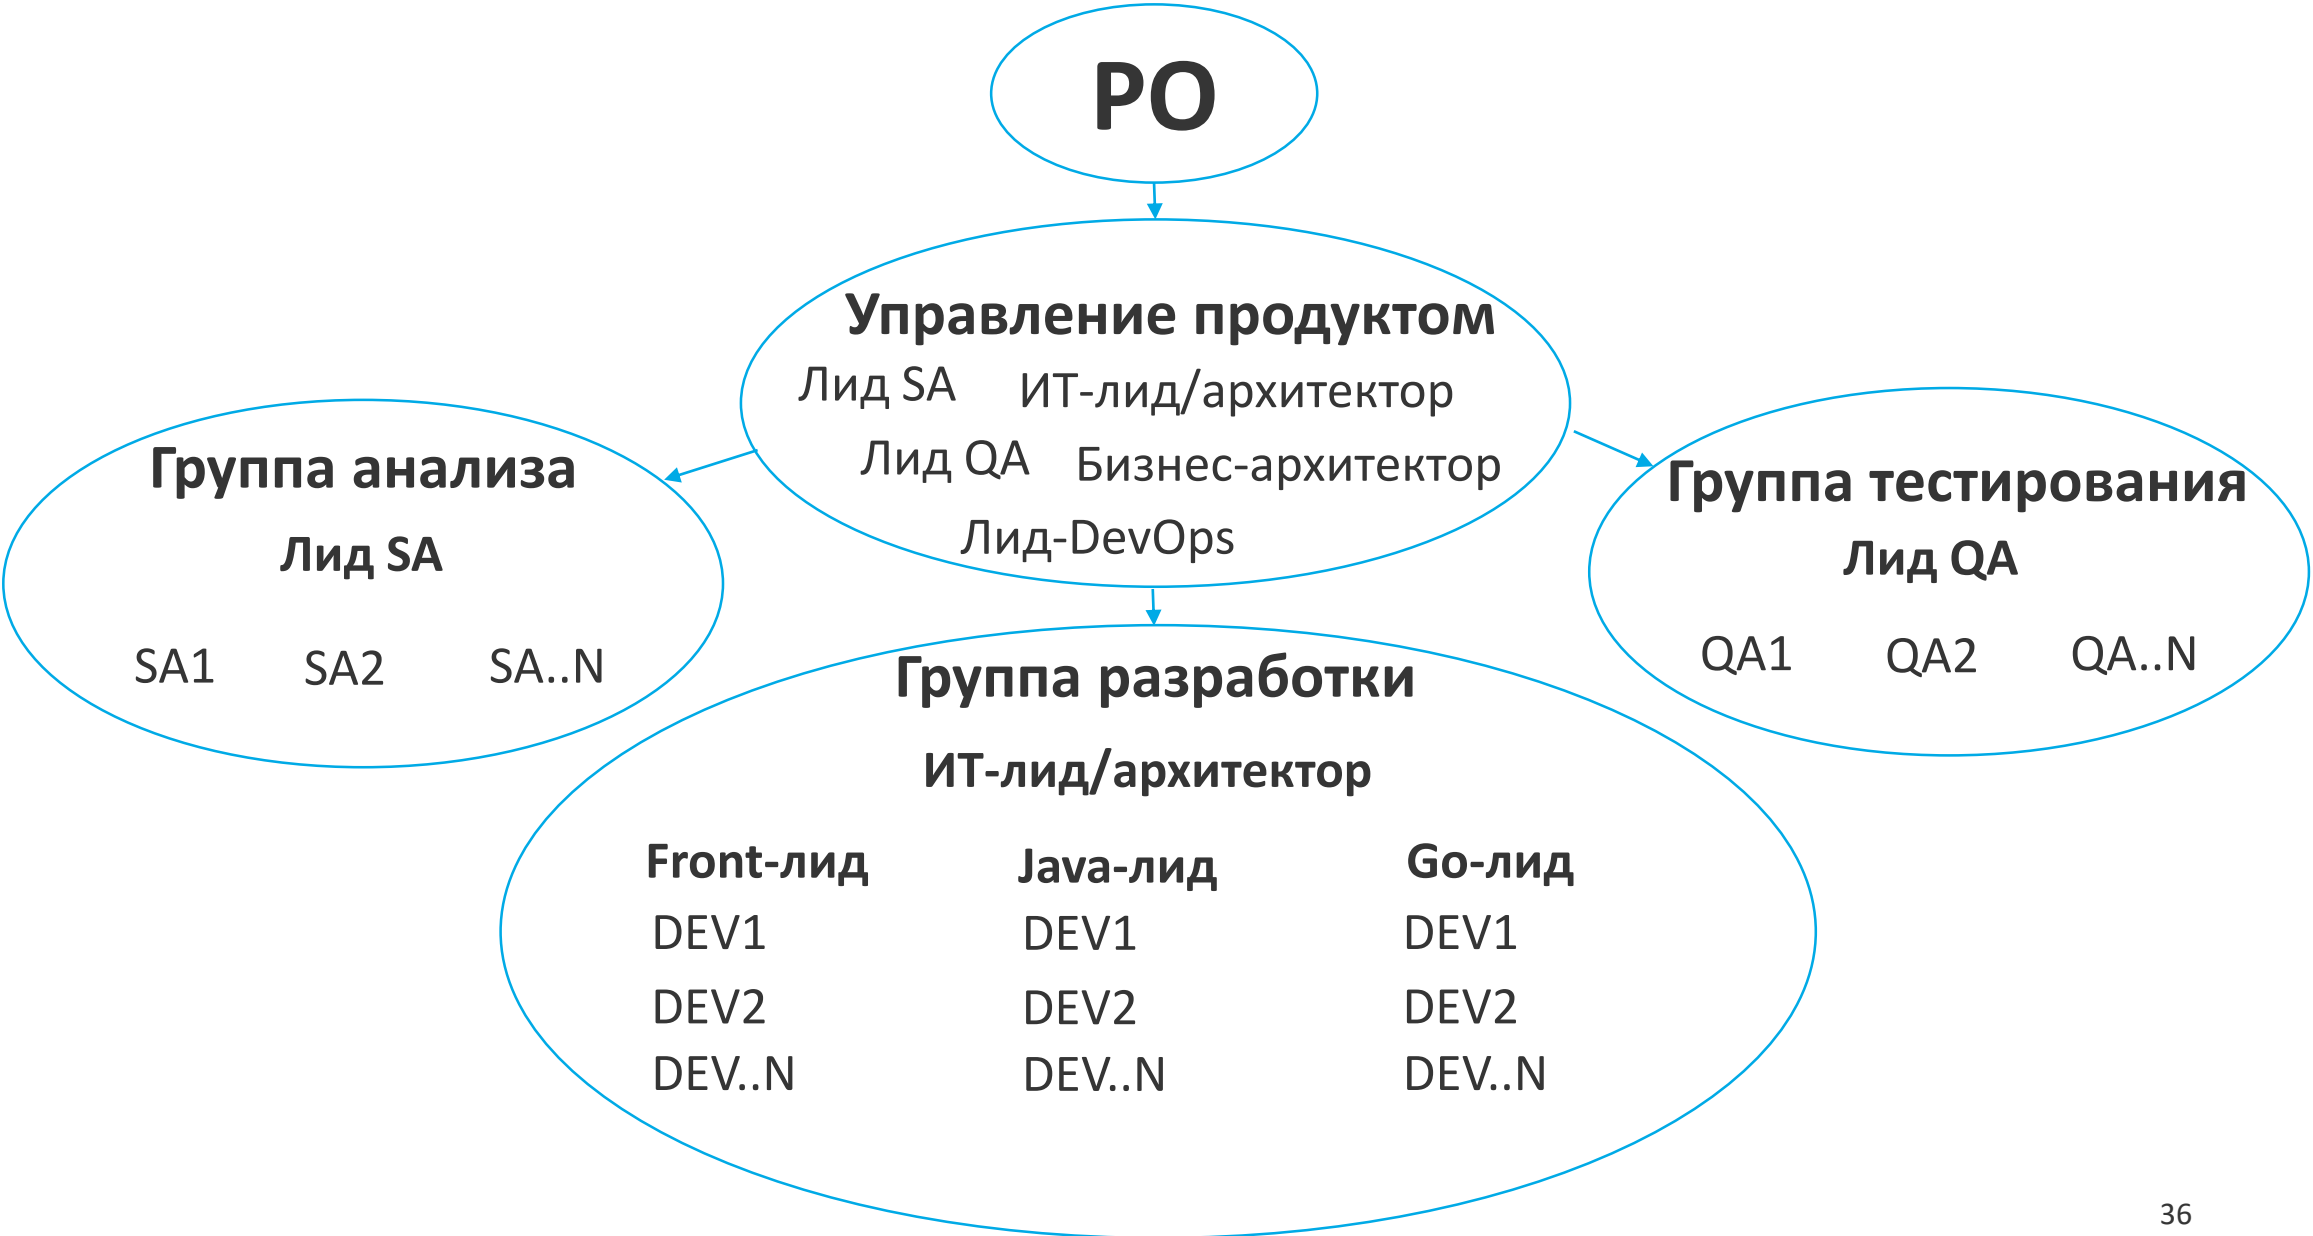 PO
Управление продуктом
Лид SA ИТ-лид/архитектор
Лид QA Бизнес-архитектор
Лид-DevOps
Группа анализа
Лид SA
SA1 SA2 SA..N
Группа тестирования
Лид QA
QA1 QA2 QA..N
Группа разработки
ИТ-лид/архитектор
Front-лид Java-лид Go-лид
DEV1 DEV1 DEV1
DEV2 DEV2 DEV2
DEV..N DEV..N DEV..N
36